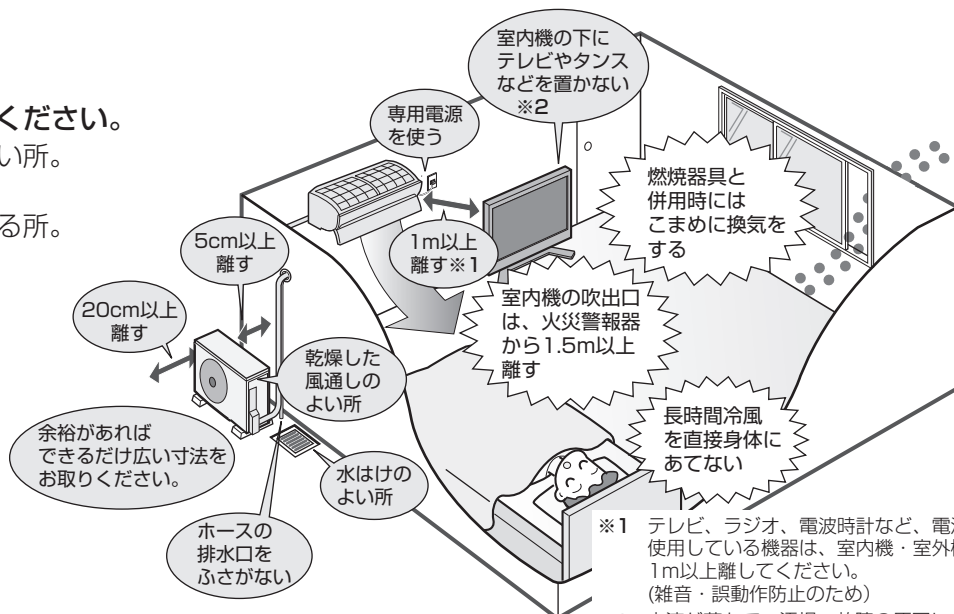 ください。
い所。
る所。
室内機の下に
テレビやタンス
などを置かない
※2
専用電源
を使う
燃焼器具と
併用時には
こまめに換気を
する
5cm以上
離す
1m以上
離す※1
20cm以上
離す
室内機の吹出口
は、火災警報器
から1.5m以上
離す
乾燥した
風通しの
よい所
長時間冷風
を直接身体に
あてない
余裕があれば
できるだけ広い寸法を
お取りください。
水はけの
よい所
ホースの
排水口を
ふさがない
※1 テレビ、ラジオ、電波時計など、電
使用している機器は、室内機・室外
1m以上離してください。
(雑音・誤動作防止のため)